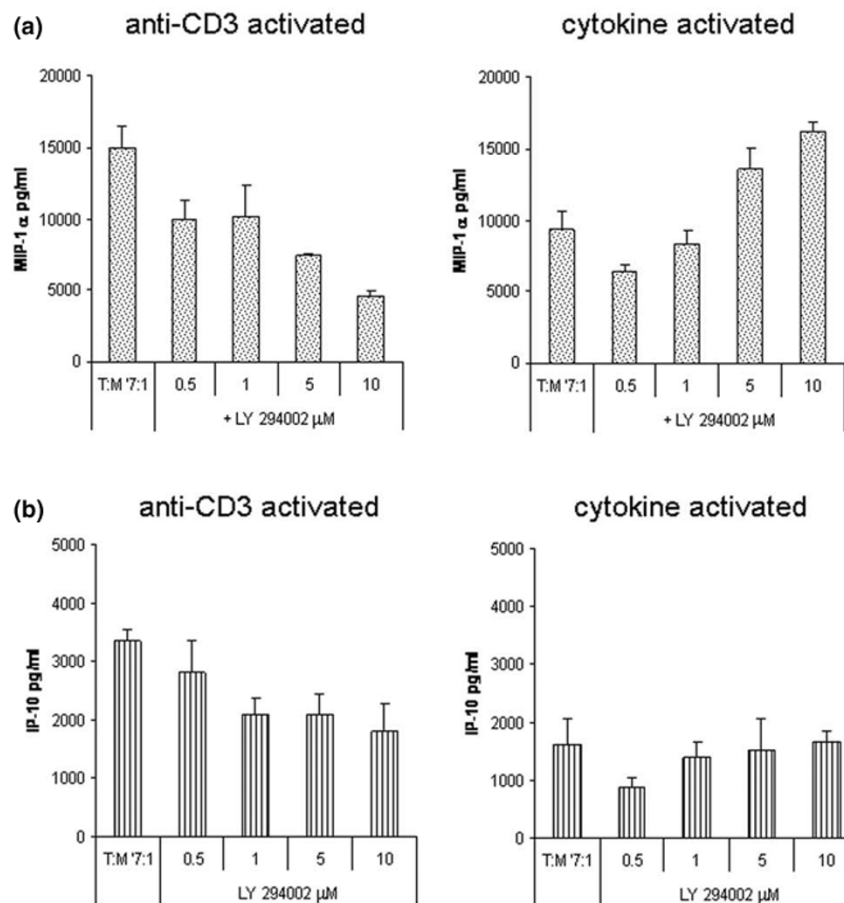 (a) anti-CD3 activated cytokine activated
20000
15000
10000
5000
0
MIP-1α pg/ml
T:M '7:1 0.5 1 5 10
+ LY 294002 µM
20000
15000
10000
5000
0
MIP-1α pg/ml
T:M '7:1 0.5 1 5 10
+ LY 294002 µM
(b) anti-CD3 activated cytokine activated
5000
4000
3000
2000
1000
0
IP-10 pg/ml
T:M '7:1 0.5 1 5 10
LY 294002 µM
5000
4000
3000
2000
1000
0
IP-10 pg/ml
T:M '7:1 0.5 1 5 10
LY 294002 µM